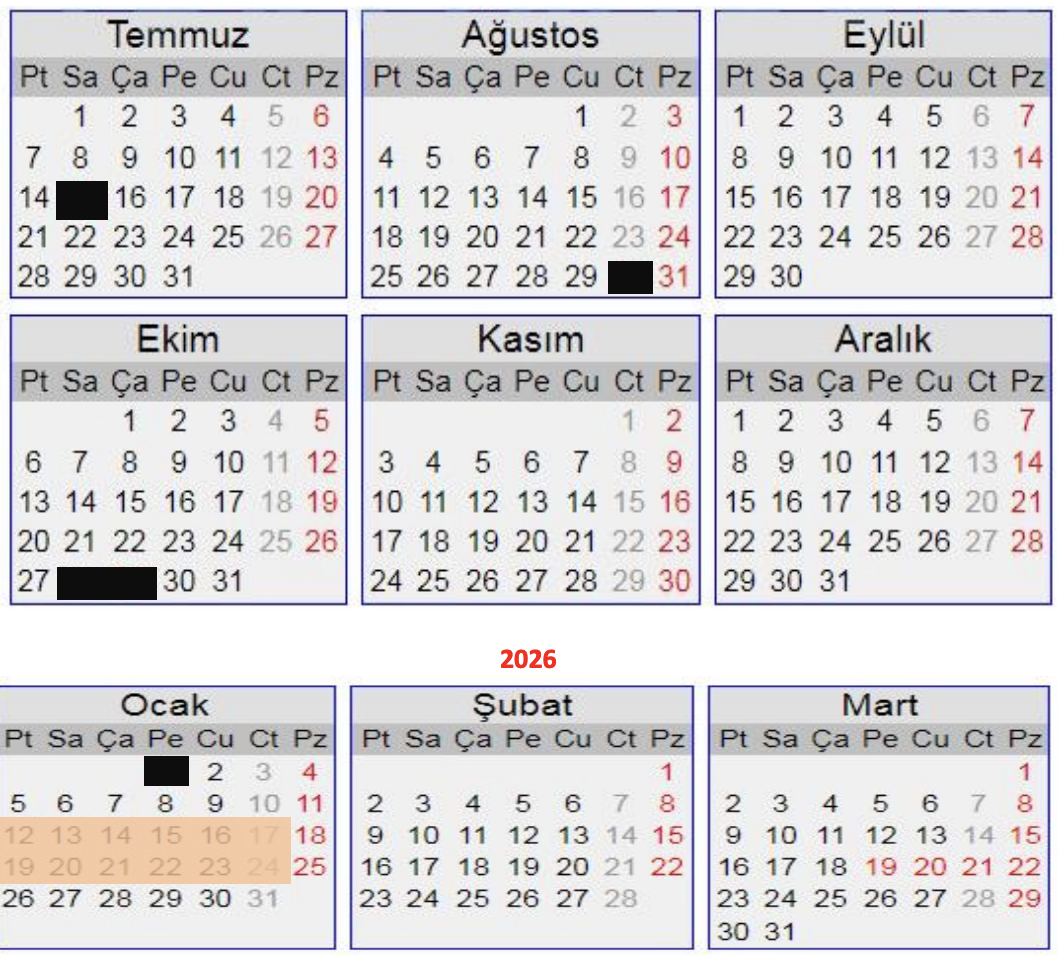 Temmuz
Pt Sa Ça Pe Cu Ct Pz
1 2 3 4 5 6
7 8 9 10 11 12 13
14 16 17 18 19 20
21 22 23 24 25 26 27
28 29 30 31
Ağustos
Pt Sa Ça Pe Cu Ct Pz
1 2 3
4 5 6 7 8 9 10
11 12 13 14 15 16 17
18 19 20 21 22 23 24
25 26 27 28 29 31
Eylül
Pt Sa Ça Pe Cu Ct Pz
1 2 3 4 5 6 7
8 9 10 11 12 13 14
15 16 17 18 19 20 21
22 23 24 25 26 27 28
29 30
Ekim
Pt Sa Ça Pe Cu Ct Pz
1 2 3 4 5
6 7 8 9 10 11 12
13 14 15 16 17 18 19
20 21 22 23 24 25 26
27 30 31
Kasım
Pt Sa Ça Pe Cu Ct Pz
1 2
3 4 5 6 7 8 9
10 11 12 13 14 15 16
17 18 19 20 21 22 23
24 25 26 27 28 29 30
Aralık
Pt Sa Ça Pe Cu Ct Pz
1 2 3 4 5 6 7
8 9 10 11 12 13 14
15 16 17 18 19 20 21
22 23 24 25 26 27 28
29 30 31
2026
Ocak
Pt Sa Ça Pe Cu Ct Pz
2 3 4
5 6 7 8 9 10 11
12 13 14 15 16 17 18
19 20 21 22 23 24 25
26 27 28 29 30 31
Şubat
Pt Sa Ça Pe Cu Ct Pz
1
2 3 4 5 6 7 8
9 10 11 12 13 14 15
16 17 18 19 20 21 22
23 24 25 26 27 28
Mart
Pt Sa Ça Pe Cu Ct Pz
1
2 3 4 5 6 7 8
9 10 11 12 13 14 15
16 17 18 19 20 21 22
23 24 25 26 27 28 29
30 31